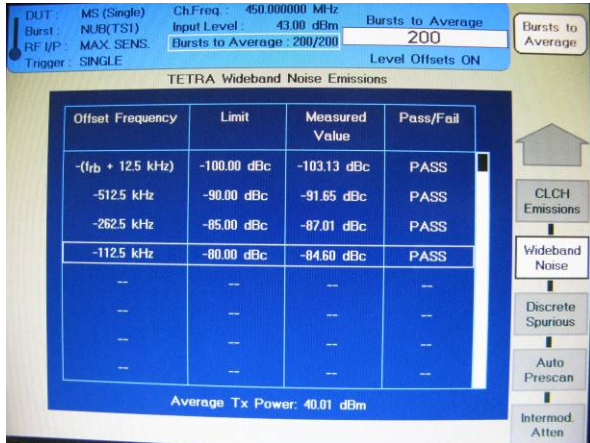 DUT : MS (Single) Ch.Freq. : 450.000000 MHz
Burst : NUB(TS1) Input Level : 43.00 dBm Bursts to Average
RF I/P : MAX. SENS. Bursts to Average : 200/200 200
Trigger : SINGLE Level Offsets ON
Bursts to
Average
TETRA Wideband Noise Emissions
Offset Frequency Limit Measured Value Pass/Fail
-(frb + 12.5 kHz) -100.00 dBc -103.13 dBc PASS
-512.5 kHz -90.00 dBc -91.65 dBc PASS
-262.5 kHz -85.00 dBc -87.01 dBc PASS
-112.5 kHz -80.00 dBc -84.60 dBc PASS
-- -- -- --
-- -- -- --
-- -- -- --
-- -- -- --
Average Tx Power: 40.01 dBm
CLCH
Emissions
Wideband
Noise
Discrete
Spurious
Auto
Prescan
Intermod.
Atten